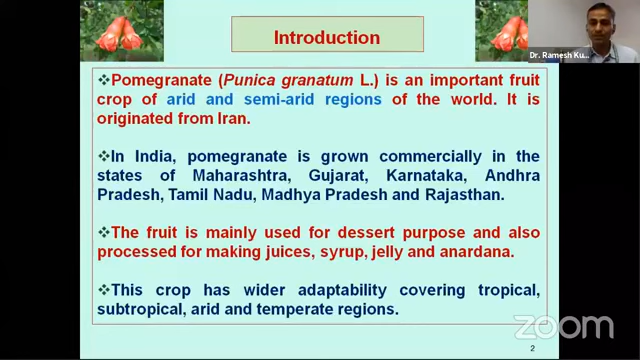 Introduction
Dr. Ramesh Ku...
❖Pomegranate (Punica granatum L.) is an important fruit
crop of arid and semi-arid regions of the world. It is
originated from Iran.
❖In India, pomegranate is grown commercially in the
states of Maharashtra, Gujarat, Karnataka, Andhra
Pradesh, Tamil Nadu, Madhya Pradesh and Rajasthan.
❖The fruit is mainly used for dessert purpose and also
processed for making juices, syrup, jelly and anardana.
❖This crop has wider adaptability covering tropical,
subtropical, arid and temperate regions.
zoom
2